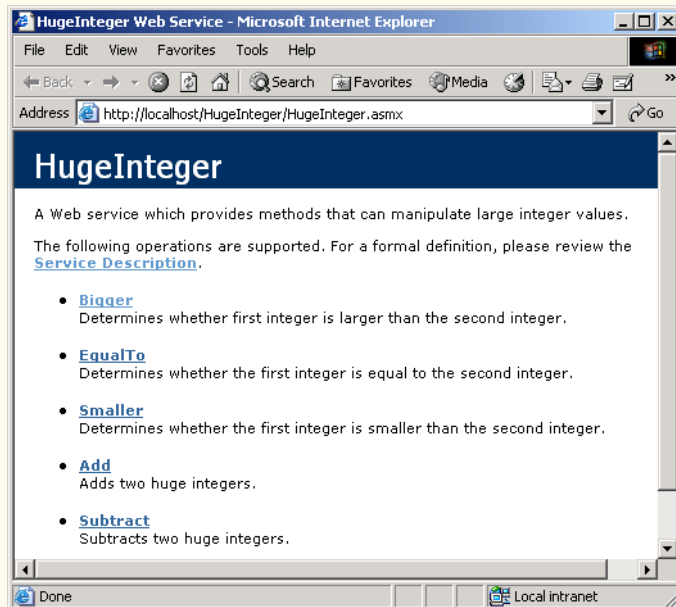 HugeInteger Web Service - Microsoft Internet Explorer
File Edit View Favorites Tools Help
Back Search Favorites Media »
Address http://localhost/HugeInteger/HugeInteger.asmx Go
HugeInteger
A Web service which provides methods that can manipulate large integer values.
The following operations are supported. For a formal definition, please review the
Service Description.
• Bigger
Determines whether first integer is larger than the second integer.
• EqualTo
Determines whether the first integer is equal to the second integer.
• Smaller
Determines whether the first integer is smaller than the second integer.
• Add
Adds two huge integers.
• Subtract
Subtracts two huge integers.
Done Local intranet